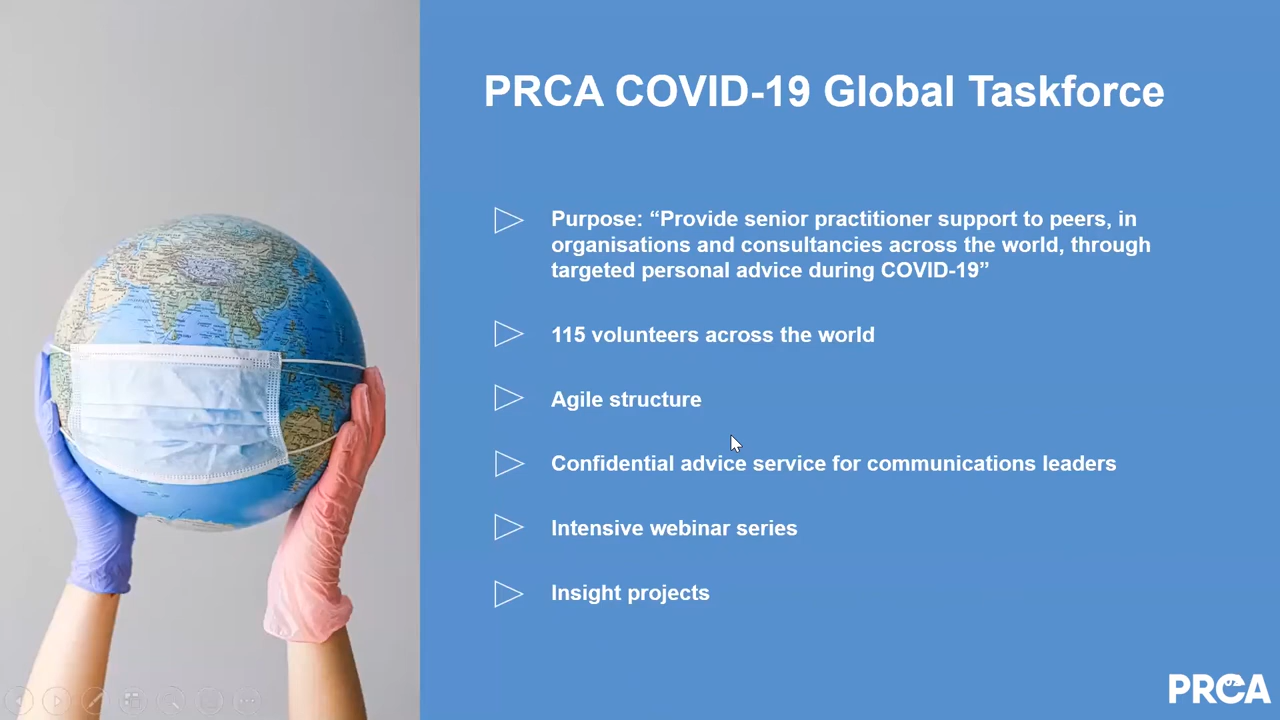 PRCA COVID-19 Global Taskforce
Purpose: “Provide senior practitioner support to peers, in
organisations and consultancies across the world, through
targeted personal advice during COVID-19”
115 volunteers across the world
Agile structure
Confidential advice service for communications leaders
Intensive webinar series
Insight projects
PRCA